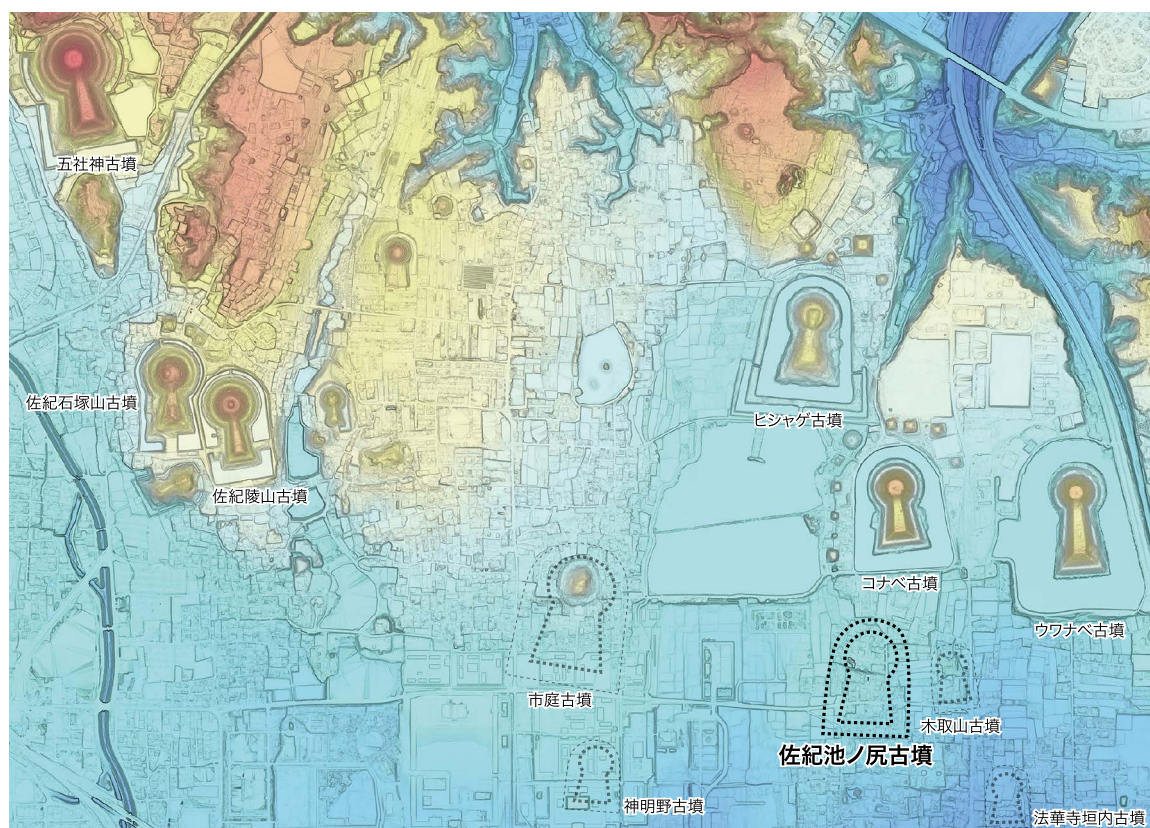 五社神古墳
佐紀石塚山古墳
ヒシャゲ古墳
佐紀陵山古墳
コナベ古墳
ウワナベ古墳
市庭古墳
木取山古墳
佐紀池ノ尻古墳
神明野古墳
法華寺垣内古墳